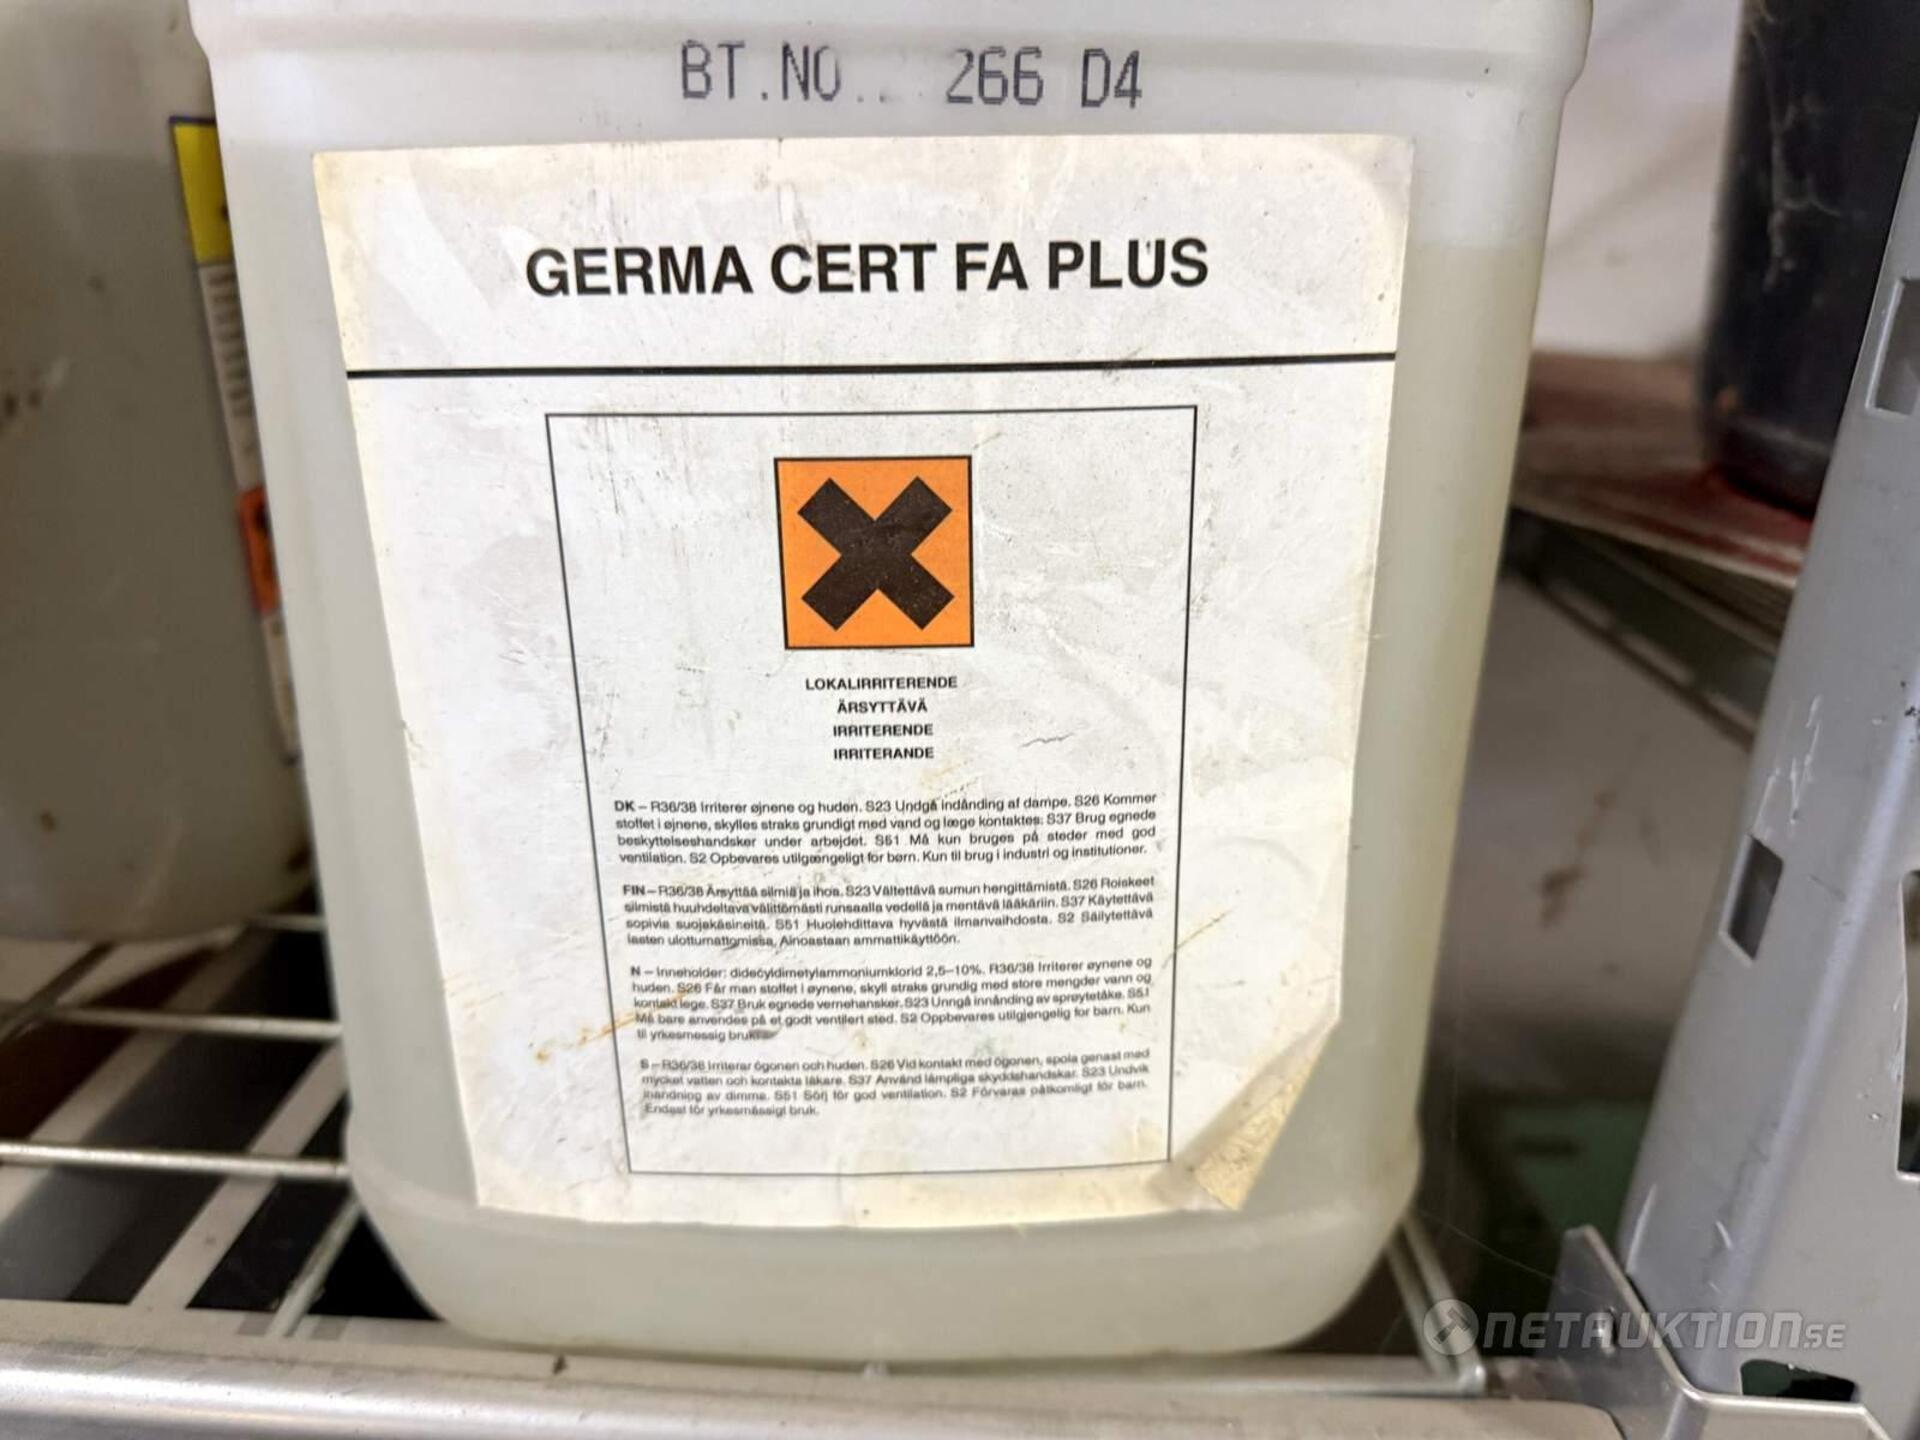 BT.NO.. 266 D4
GERMA CERT FA PLUS
LOKALIRRITERENDE
ÄRSYTTÄVÄ
IRRITERENDE
IRRITERANDE
DK – R36/38 Irriterer øjnene og huden. S23 Undgå indånding af dampe. S26 Kommer
stoffet i øjnene, skylles straks grundigt med vand og læge kontaktes. S37 Brug egnede
beskyttelseshandsker under arbejdet. S51 Må kun bruges på steder med god
ventilation. S2 Opbevares utilgængeligt for børn. Kun til brug i industri og institutioner.
FIN – R36/38 Ärsyttää silmiä ja ihoa. S23 Vältettävä sumun hengittämistä. S26 Roiskeet
silmistä huuhdeltava välittömästi runsaalla vedellä ja mentävä lääkäriin. S37 Käytettävä
sopivia suojakäsineitä. S51 Huolehdittava hyvästä ilmanvaihdosta. S2 Säilytettävä
lasten ulottumattomissa, Ainoastaan ammattikäyttöön.
N – Inneholder: didecyldimetylammoniumklorid 2,5–10%. R36/38 Irriterer øynene og
huden. S26 Får man stoffet i øynene, skyll straks grundig med store mengder vann og
kontakt lege. S37 Bruk egnede vernehansker. S23 Unngå innånding av sprøytetåke. S51
Må bare anvendes på et godt ventilert sted. S2 Oppbevares utilgjengelig for barn. Kun
til yrkesmessig bruk.
S – R36/38 Irriterar ögonen och huden. S26 Vid kontakt med ögonen, spola genast med
mycket vatten och kontakta läkare. S37 Använd lämpliga skyddshandskar. S23 Undvik
inandning av dimma. S51 Sörj för god ventilation. S2 Förvaras oåtkomligt för barn.
Endast för yrkesmässigt bruk.
NETAUKTION.SE